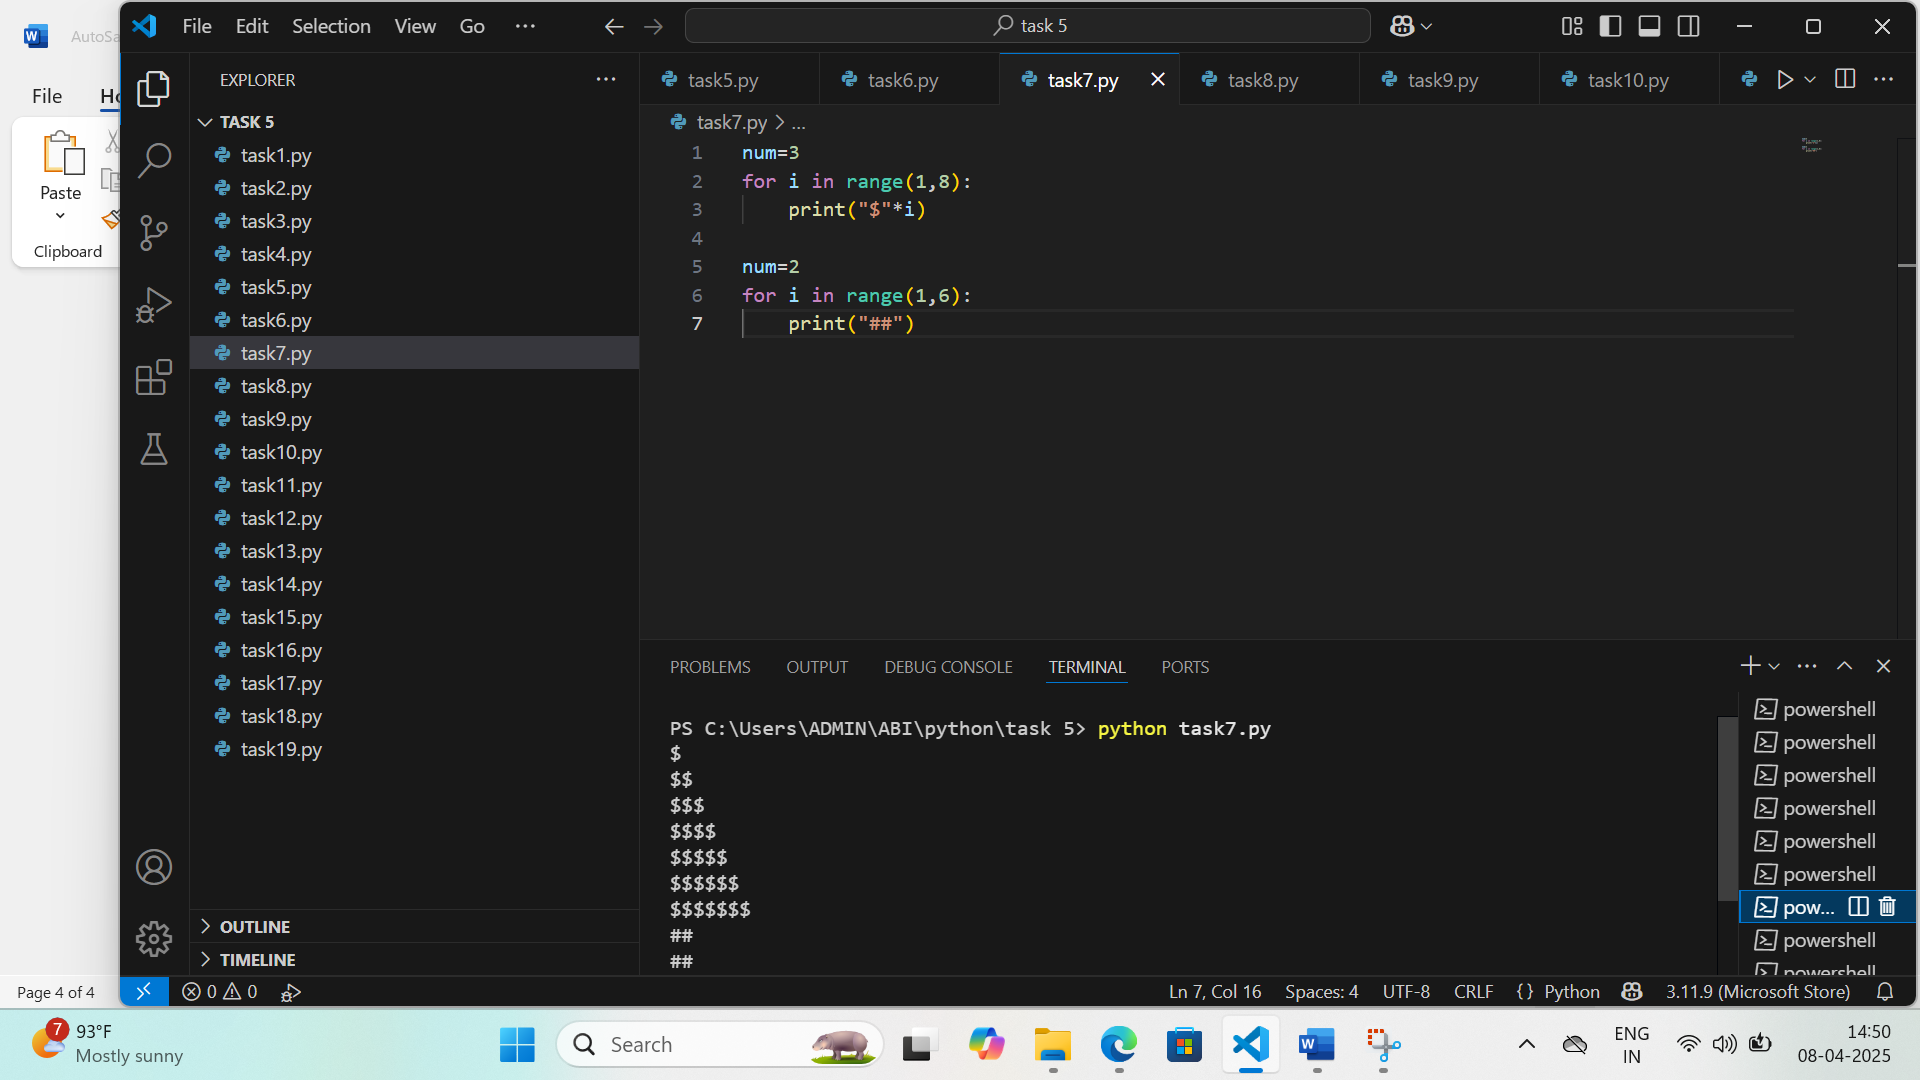 AutoSa
File
Ho
Paste
Clipboard
Page 4 of 4
File Edit Selection View Go ...
task 5
EXPLORER
TASK 5
task1.py
task2.py
task3.py
task4.py
task5.py
task6.py
task7.py
task8.py
task9.py
task10.py
task11.py
task12.py
task13.py
task14.py
task15.py
task16.py
task17.py
task18.py
task19.py
OUTLINE
TIMELINE
task5.py task6.py task7.py task8.py task9.py task10.py
task7.py > ...
1 num=3
2 for i in range(1,8):
3     print("$"*i)
4
5 num=2
6 for i in range(1,6):
7     print("##")
PROBLEMS OUTPUT DEBUG CONSOLE TERMINAL PORTS
PS C:\Users\ADMIN\ABI\python\task 5> python task7.py
$
$$
$$$
$$$$
$$$$$
$$$$$$
$$$$$$$
##
##
powershell
powershell
powershell
powershell
powershell
powershell
pow...
powershell
powershell
0 0
Ln 7, Col 16 Spaces: 4 UTF-8 CRLF {} Python 3.11.9 (Microsoft Store)
7
93°F
Mostly sunny
Search
ENG
IN
14:50
08-04-2025